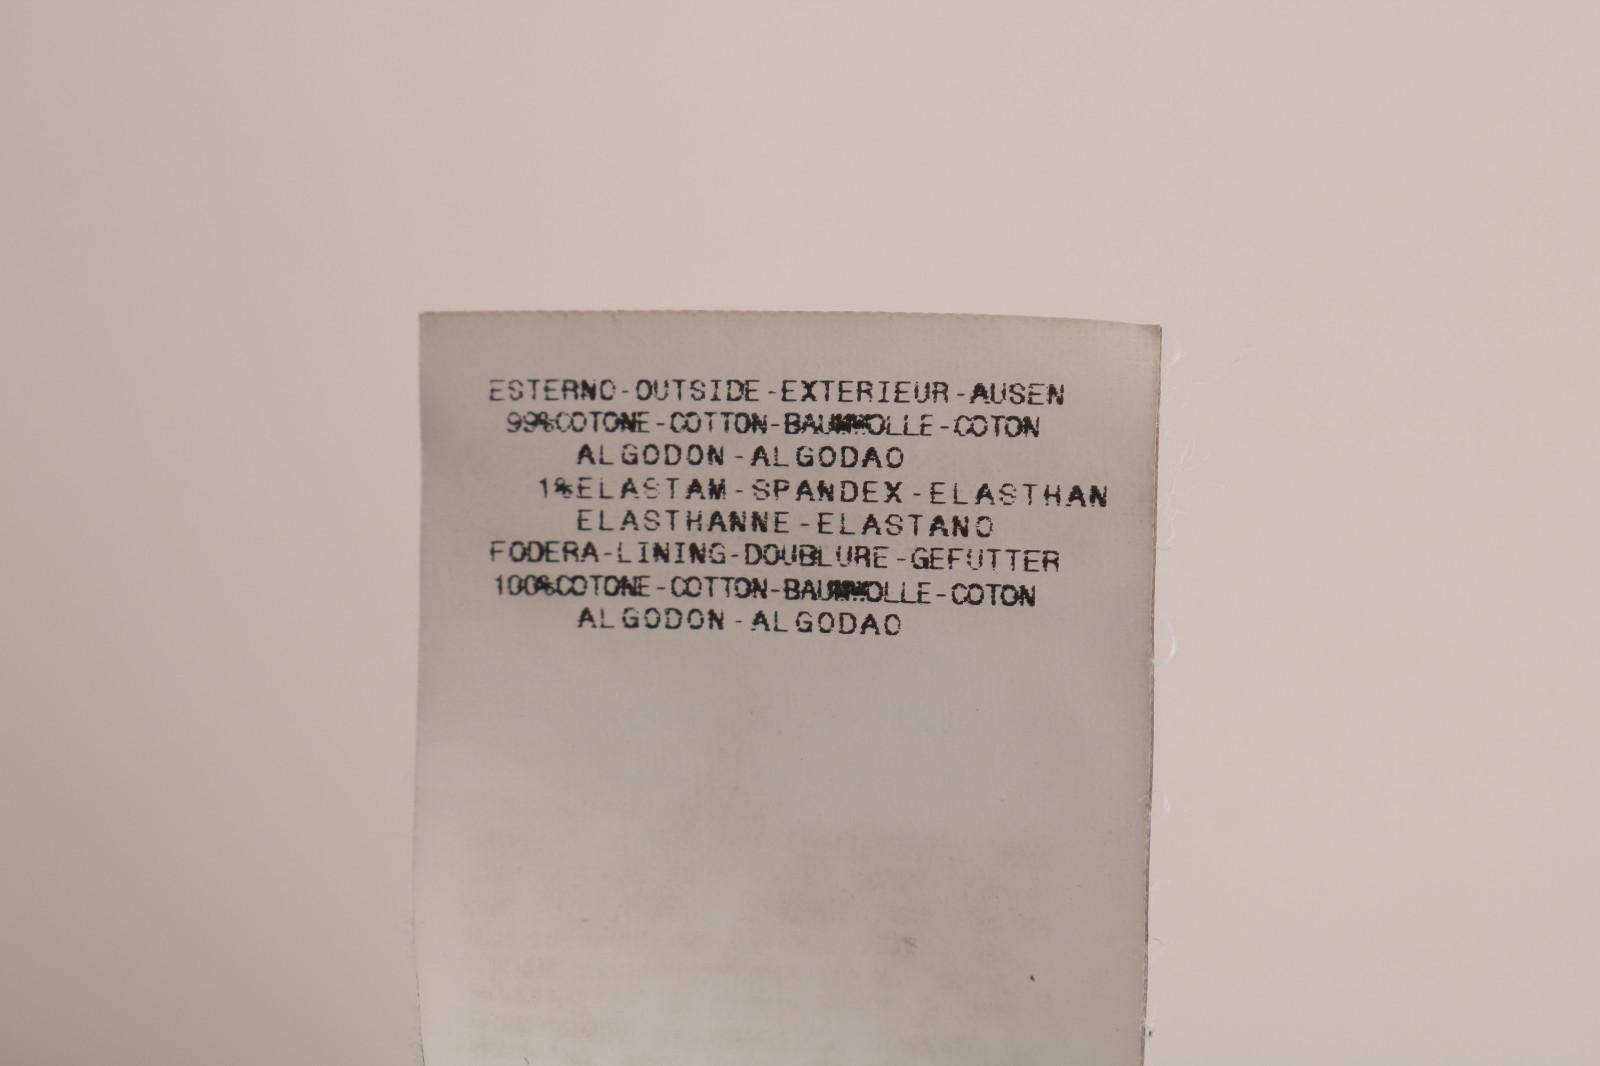 ESTERNO-OUTSIDE-EXTERIEUR-AUSEN
99%COTONE-COTTON-BAUMWOLLE-COTON
ALGODON-ALGODAO
1%ELASTAM-SPANDEX-ELASTHAN
ELASTHANNE-ELASTANO
FODERA-LINING-DOUBLURE-GEFUTTER
100%COTONE-COTTON-BAUMWOLLE-COTON
ALGODON-ALGODAO